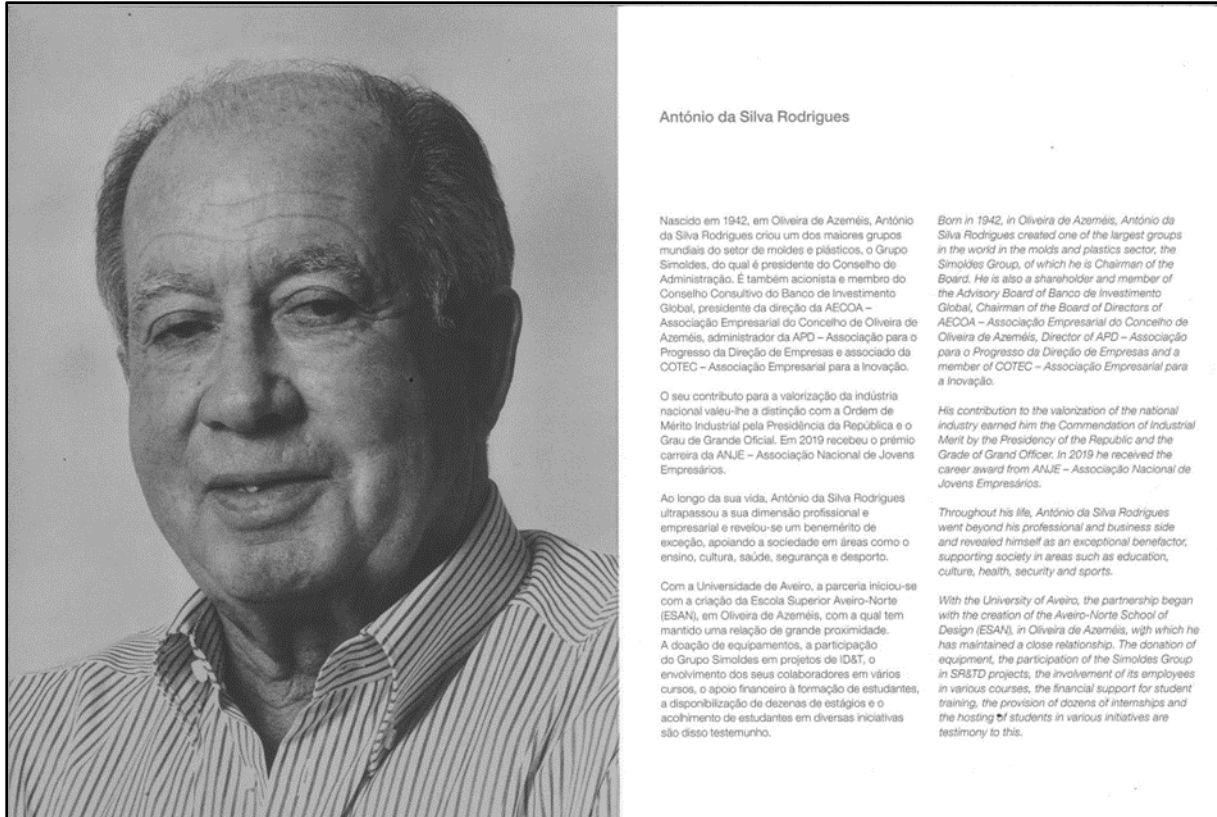 António da Silva Rodrigues
Nascido em 1942, em Oliveira de Azeméis, António
da Silva Rodrigues criou um dos maiores grupos
mundiais do setor de moldes e plásticos, o Grupo
Simoldes, do qual é presidente do Conselho de
Administração. É também acionista e membro do
Conselho Consultivo do Banco de Investimento
Global, presidente da direção da AECOA –
Associação Empresarial do Concelho de Oliveira de
Azeméis, administrador da APD – Associação para o
Progresso da Direção de Empresas e associado da
COTEC – Associação Empresarial para a Inovação.
O seu contributo para a valorização da indústria
nacional valeu-lhe a distinção com a Ordem de
Mérito Industrial pela Presidência da República e o
Grau de Grande Oficial. Em 2019 recebeu o prémio
carreira da ANJE – Associação Nacional de Jovens
Empresários.
Ao longo da sua vida, António da Silva Rodrigues
ultrapassou a sua dimensão profissional e
empresarial e revelou-se um benemérito de
exceção, apoiando a sociedade em áreas como o
ensino, cultura, saúde, segurança e desporto.
Com a Universidade de Aveiro, a parceria iniciou-se
com a criação da Escola Superior Aveiro-Norte
(ESAN), em Oliveira de Azeméis, com a qual tem
mantido uma relação de grande proximidade.
A doação de equipamentos, a participação
do Grupo Simoldes em projetos de ID&T, o
envolvimento dos seus colaboradores em vários
cursos, o apoio financeiro à formação de estudantes,
a disponibilização de dezenas de estágios e o
acolhimento de estudantes em diversas iniciativas
são disso testemunho.
Born in 1942, in Oliveira de Azeméis, António da
Silva Rodrigues created one of the largest groups
in the world in the molds and plastics sector, the
Simoldes Group, of which he is Chairman of the
Board. He is also a shareholder and member of
the Advisory Board of Banco de Investimento
Global, Chairman of the Board of Directors of
AECOA – Associação Empresarial do Concelho de
Oliveira de Azeméis, Director of APD – Associação
para o Progresso da Direção de Empresas and a
member of COTEC – Associação Empresarial para
a Inovação.
His contribution to the valorization of the national
industry earned him the Commendation of Industrial
Merit by the Presidency of the Republic and the
Grade of Grand Officer. In 2019 he received the
career award from ANJE – Associação Nacional de
Jovens Empresários.
Throughout his life, António da Silva Rodrigues
went beyond his professional and business side
and revealed himself as an exceptional benefactor,
supporting society in areas such as education,
culture, health, security and sports.
With the University of Aveiro, the partnership began
with the creation of the Aveiro-Norte School of
Design (ESAN), in Oliveira de Azeméis, with which he
has maintained a close relationship. The donation of
equipment, the participation of the Simoldes Group
in SR&TD projects, the involvement of its employees
in various courses, the financial support for student
training, the provision of dozens of internships and
the hosting of students in various initiatives are
testimony to this.